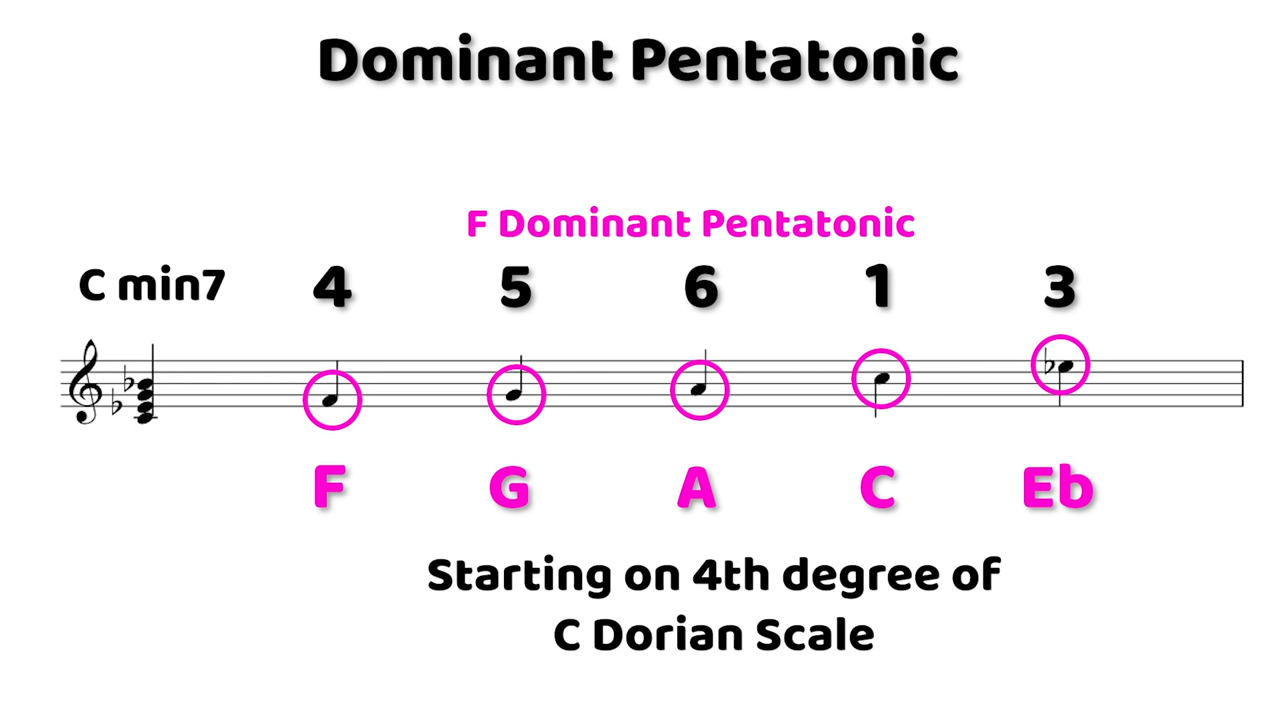 Dominant Pentatonic
F Dominant Pentatonic
C min7 4 5 6 1 3
F G A C Eb
Starting on 4th degree of
C Dorian Scale